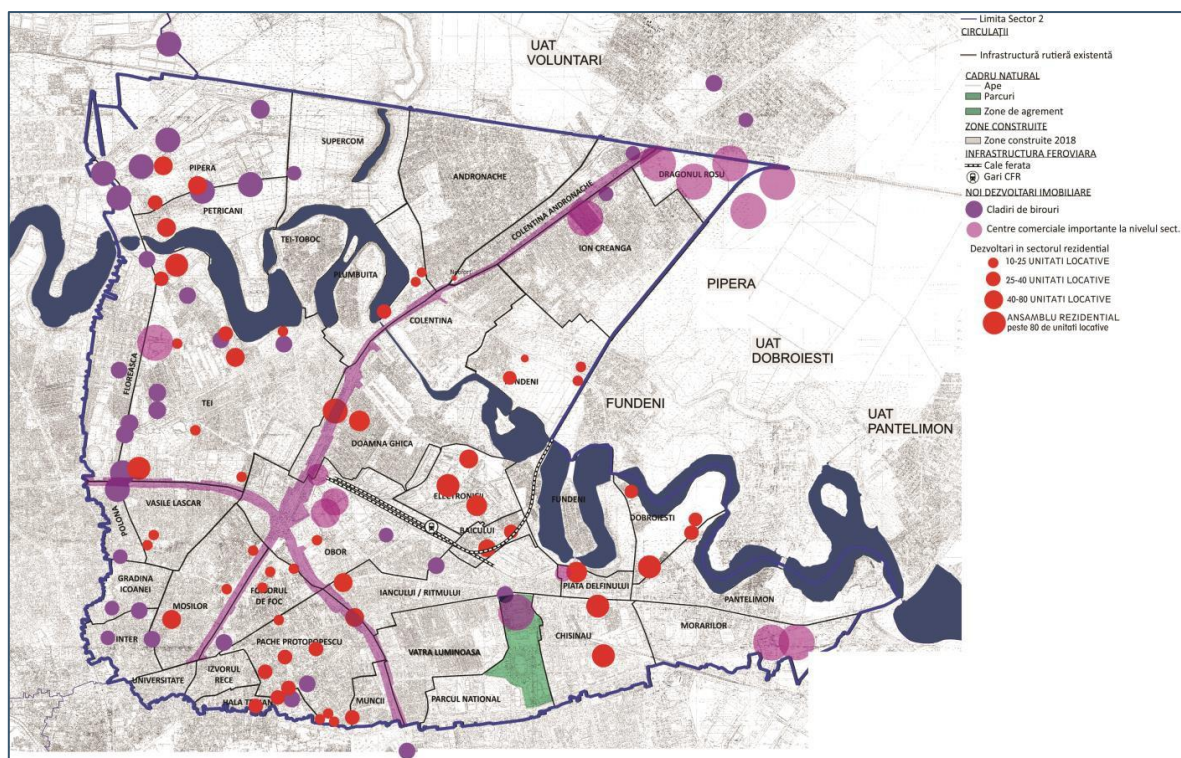 Limita Sector 2
CIRCULAȚII
Infrastructură rutieră existentă
CADRU NATURAL
Ape
Parcuri
Zone de agrement
ZONE CONSTRUITE
Zone construite 2018
INFRASTRUCTURA FEROVIARA
Cale ferata
Gari CFR
NOI DEZVOLTARI IMOBILIARE
Cladiri de birouri
Centre comerciale importante la nivelul sect.
Dezvoltari in sectorul rezidential
10-25 UNITATI LOCATIVE
25-40 UNITATI LOCATIVE
40-80 UNITATI LOCATIVE
ANSAMBLU REZIDENTIAL
peste 80 de unitati locative
UAT
VOLUNTARI
SUPERCOM
PIPERA
ANDRONACHE
DRAGONUL ROSU
PETRICANI
COLENTINA ANDRONACHE
TEI-TOBOC
ION CREANGA
PLUMBUITA
PIPERA
COLENTINA
UAT
DOBROIESTI
FLOREASCA
FUNDENI
TEI
FUNDENI
UAT
PANTELIMON
DOAMNA GHICA
VASILE LASCAR
ELECTRONICII
FUNDENI
POLONA
DOBROIESTI
BAICULUI
OBOR
GRADINA
ICOANEI
IANCULUI / RITMULUI
PIATA DELFINULUI
PANTELIMON
MOSILOR
FOISORUL
DE FOC
MORARILOR
INTER
PACHE PROTOPOPESCU
CHISINAU
VATRA LUMINOASA
UNIVERSITATE
IZVORUL
RECE
MUNCII
PARCUL NATIONAL